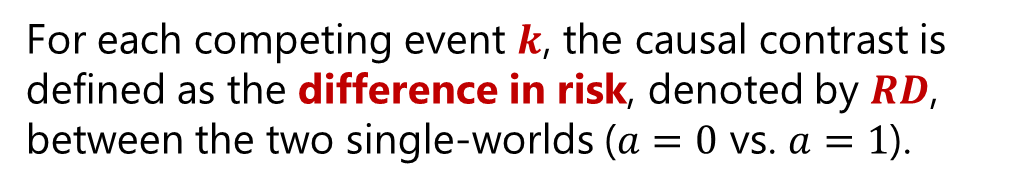 For each competing event k, the causal contrast is
defined as the difference in risk, denoted by RD,
between the two single-worlds (a = 0 vs. a = 1).